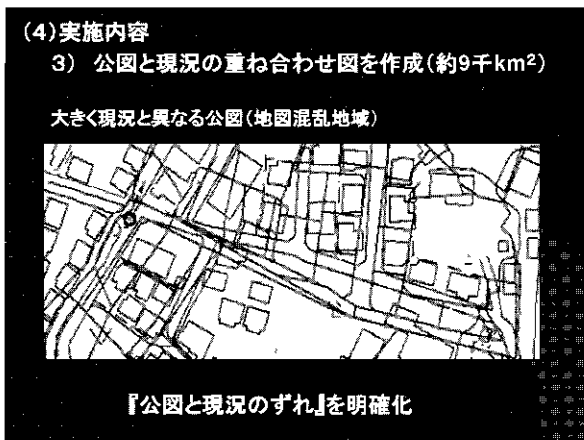 (4)実施内容
3) 公図と現況の重ね合わせ図を作成(約9千km²)
大きく現況と異なる公図(地図混乱地域)
『公図と現況のずれ』を明確化